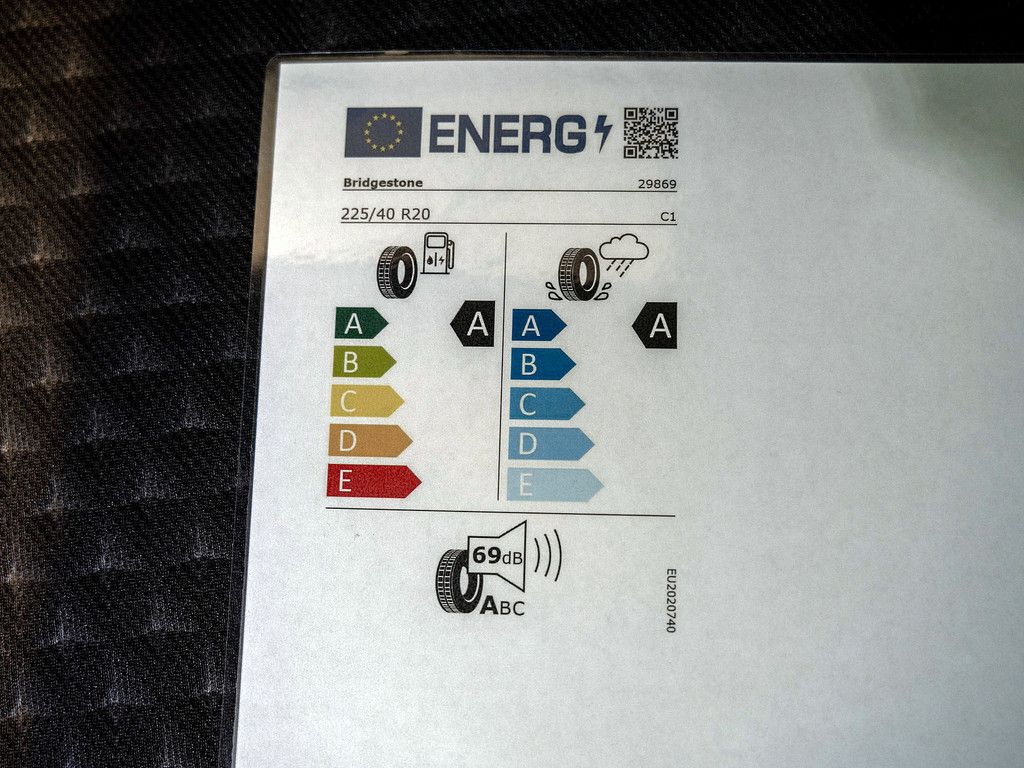 ENERG
Bridgestone 29869
225/40 R20 C1
A A
B
C
D
E
A A
B
C
D
E
69dB
ABC
EU2020740